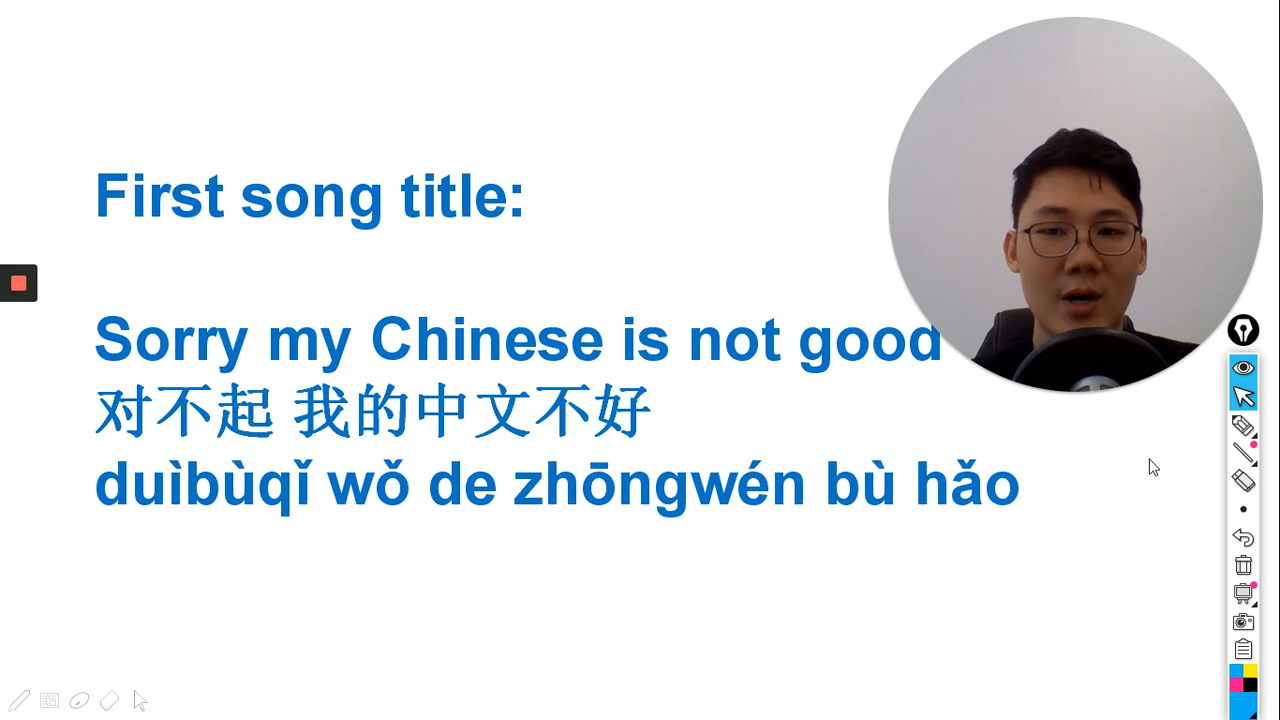 First song title:
Sorry my Chinese is not good
对不起 我的中文不好
duìbùqǐ wǒ de zhōngwén bù hǎo